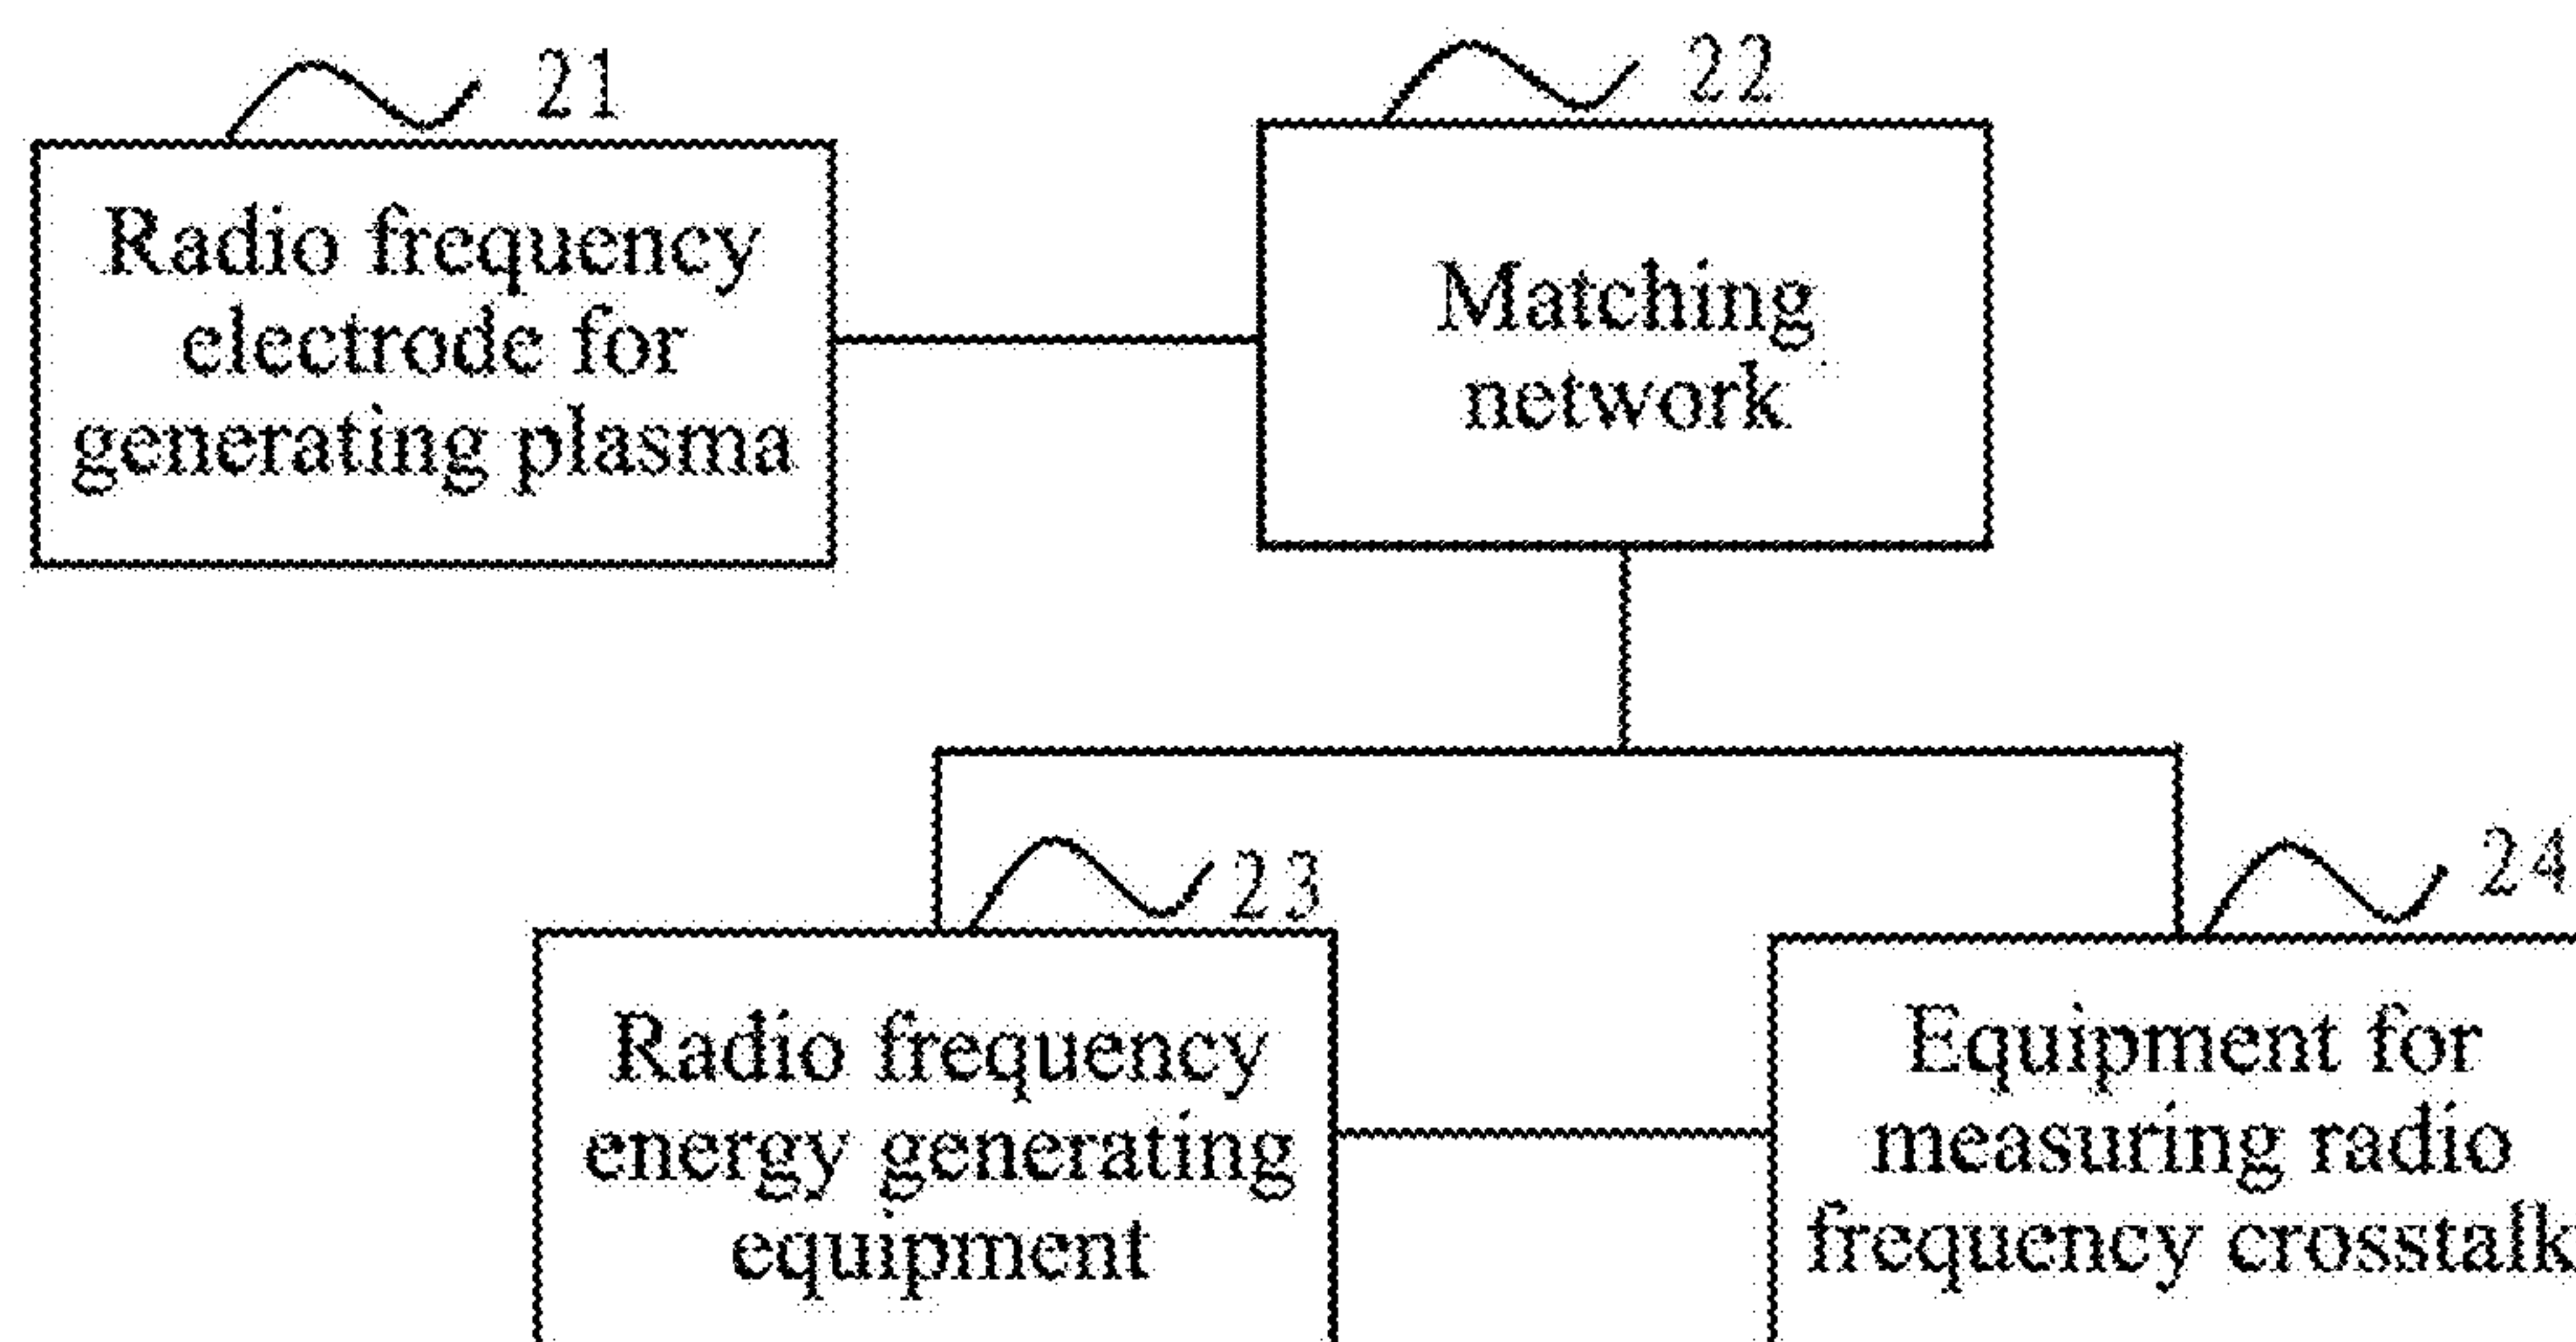 21
Radio frequency
electrode for
generating plasma
22
Matching
network
23
Radio frequency
energy generating
equipment
24
Equipment for
measuring radio
frequency crosstalk